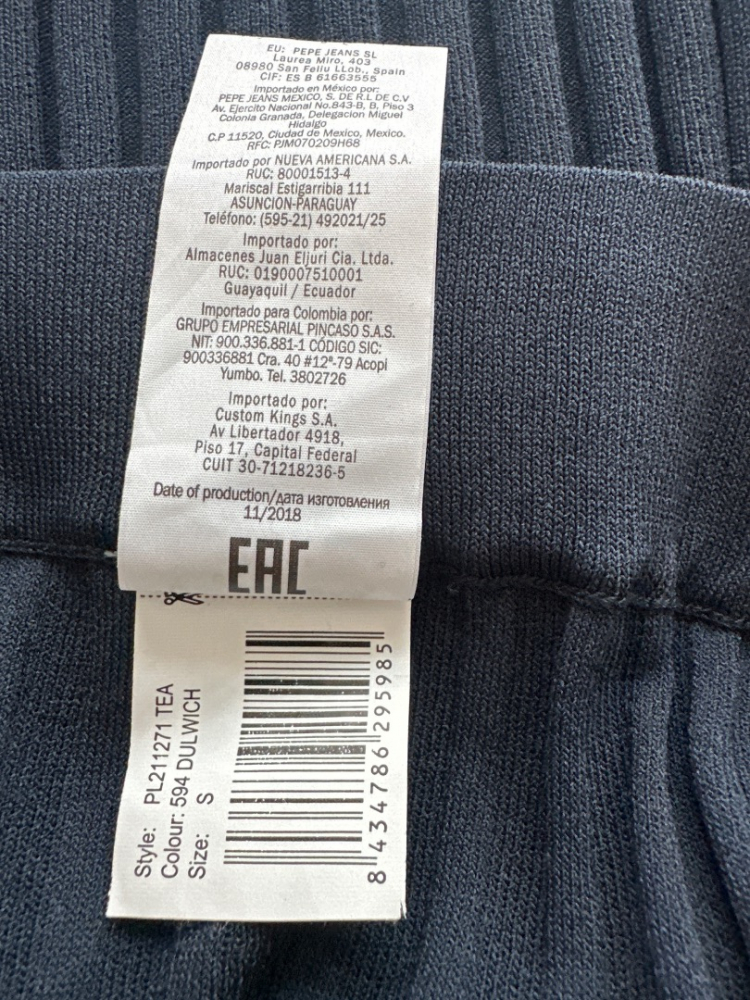 EU: PEPE JEANS SL
Laurea Miro, 403
08980 San Feliu LLob., Spain
CIF: ES B 61663555
Importado en México por:
PEPE JEANS MEXICO, S. DE R.L DE C.V
Av. Ejercito Nacional No.843-B, B, Piso 3
Colonia Granada, Delegacion Miguel
Hidalgo
C.P 11520, Ciudad de Mexico, Mexico.
RFC: PJM070209H68
Importado por NUEVA AMERICANA S.A.
RUC: 80001513-4
Mariscal Estigarribia 111
ASUNCION-PARAGUAY
Teléfono: (595-21) 492021/25
Importado por:
Almacenes Juan Eljuri Cia. Ltda.
RUC: 0190007510001
Guayaquil / Ecuador
Importado para Colombia por:
GRUPO EMPRESARIAL PINCASO S.A.S.
NIT: 900.336.881-1 CÓDIGO SIC:
900336881 Cra. 40 #12ª-79 Acopi
Yumbo. Tel. 3802726
Importado por:
Custom Kings S.A.
Av Libertador 4918,
Piso 17, Capital Federal
CUIT 30-71218236-5
Date of production/дата изготовления
11/2018
EAC
Style: PL211271 TEA
Colour: 594 DULWICH
Size: S
8 434786 295985